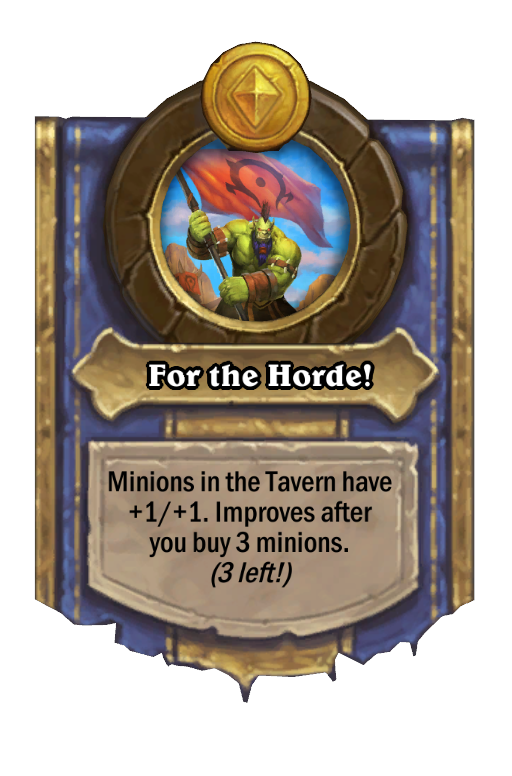 For the Horde!
Minions in the Tavern have
+1/+1. Improves after
you buy 3 minions.
(3 left!)